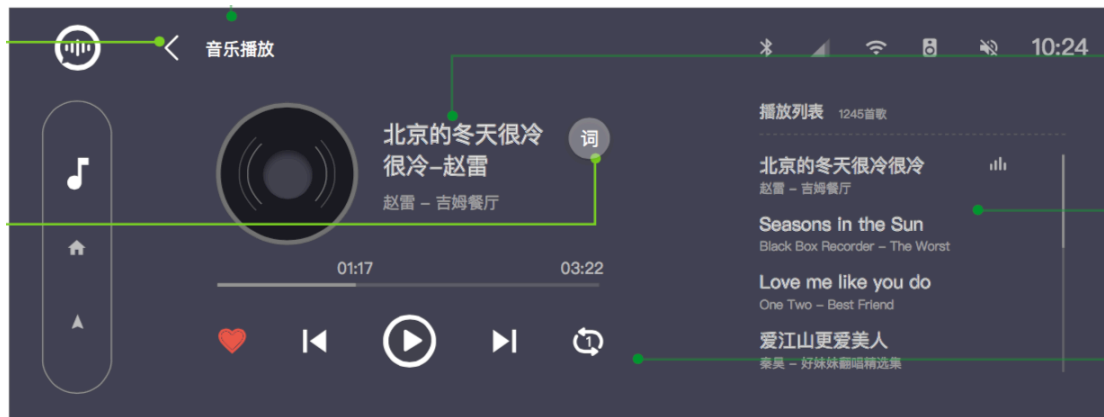 音乐播放
10:24
北京的冬天很冷
很冷–赵雷
词
赵雷 – 吉姆餐厅
01:17
03:22
1
播放列表 1245首歌
北京的冬天很冷很冷
赵雷 – 吉姆餐厅
Seasons in the Sun
Black Box Recorder – The Worst
Love me like you do
One Two – Best Friend
爱江山更爱美人
秦昊 – 好妹妹翻唱精选集